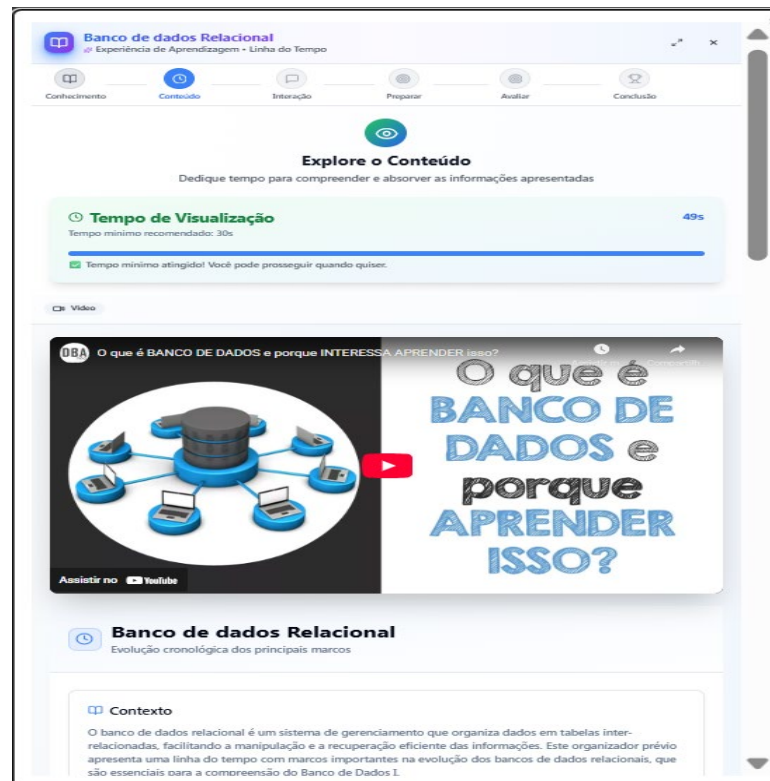 Banco de dados Relacional
Experiência de Aprendizagem • Linha do Tempo
Conhecimento
Conteúdo
Interação
Preparar
Avaliar
Conclusão
Explore o Conteúdo
Dedique tempo para compreender e absorver as informações apresentadas
Tempo de Visualização
49s
Tempo mínimo recomendado: 30s
Tempo mínimo atingido! Você pode prosseguir quando quiser.
Vídeo
DBA
O que é BANCO DE DADOS e porque INTERESSA APRENDER isso?
O que é
BANCO DE
DADOS e
porque
APRENDER
ISSO?
Assistir no YouTube
Banco de dados Relacional
Evolução cronológica dos principais marcos
Contexto
O banco de dados relacional é um sistema de gerenciamento que organiza dados em tabelas inter-
relacionadas, facilitando a manipulação e a recuperação eficiente das informações. Este organizador prévio
apresenta uma linha do tempo com marcos importantes na evolução dos bancos de dados relacionais, que
são essenciais para a compreensão do Banco de Dados I.